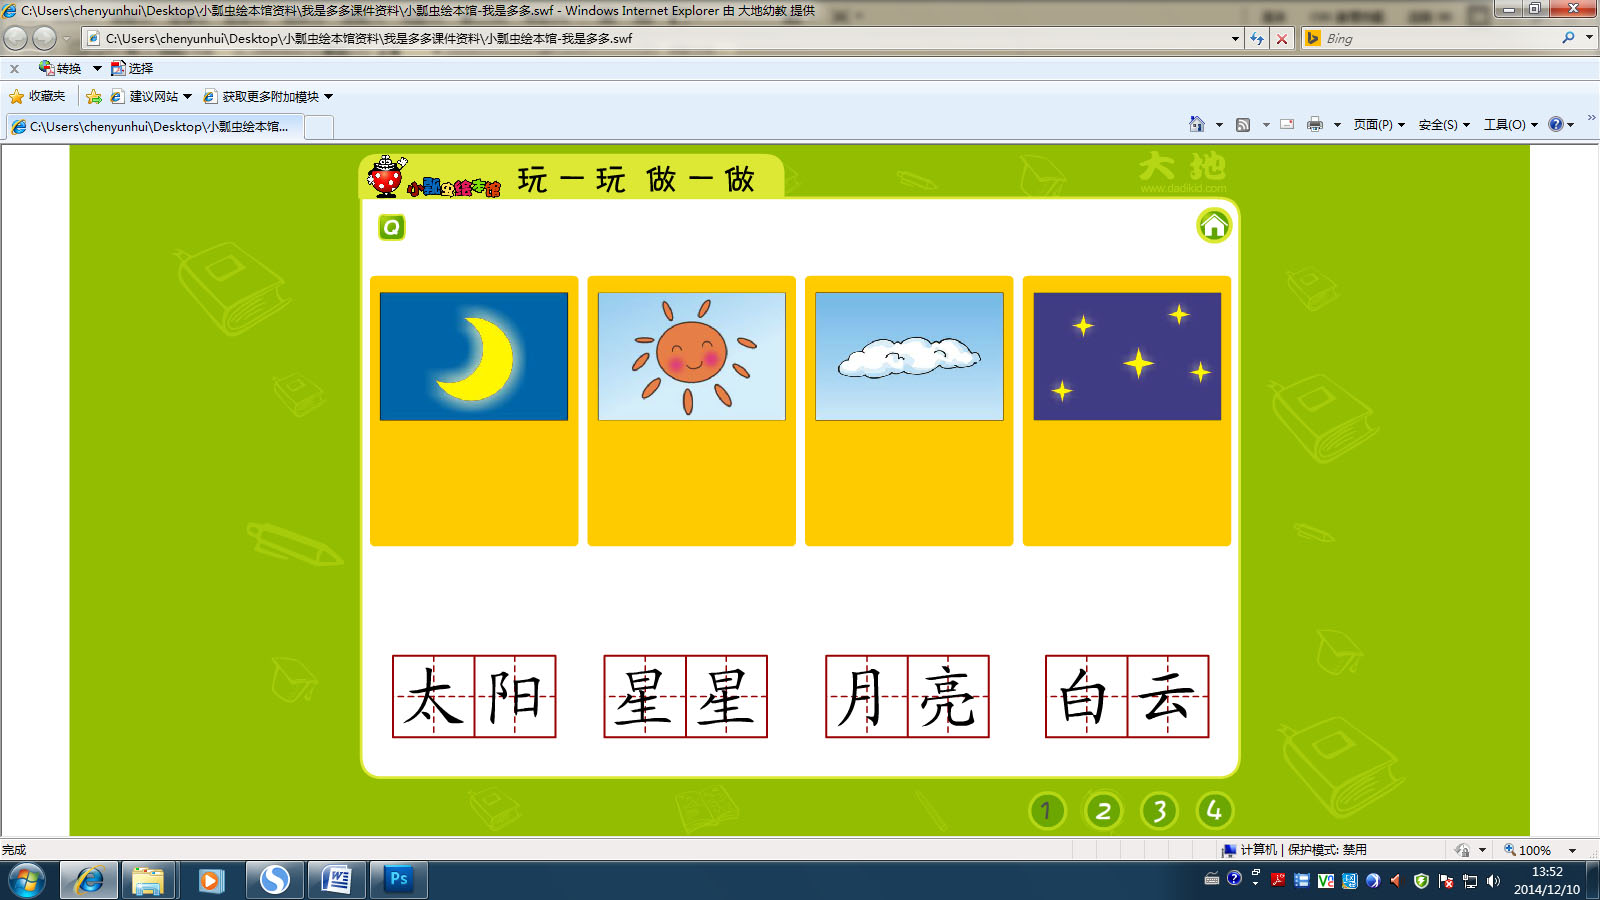 C:\Users\chenyunhui\Desktop\小瓢虫绘本馆资料\我是多多课件资料\小瓢虫绘本馆-我是多多.swf - Windows Internet Explorer 由 大地幼教 提供
C:\Users\chenyunhui\Desktop\小瓢虫绘本馆资料\我是多多课件资料\小瓢虫绘本馆-我是多多.swf
Bing
x 转换 选择
收藏夹 建议网站 获取更多附加模块
C:\Users\chenyunhui\Desktop\小瓢虫绘本馆...
页面(P) 安全(S) 工具(O)
小瓢虫绘本馆 玩一玩 做一做
大地
www.dadikid.com
Q
太阳 星星 月亮 白云
1 2 3 4
完成
计算机 | 保护模式: 禁用
100%
Ps
13:52
2014/12/10